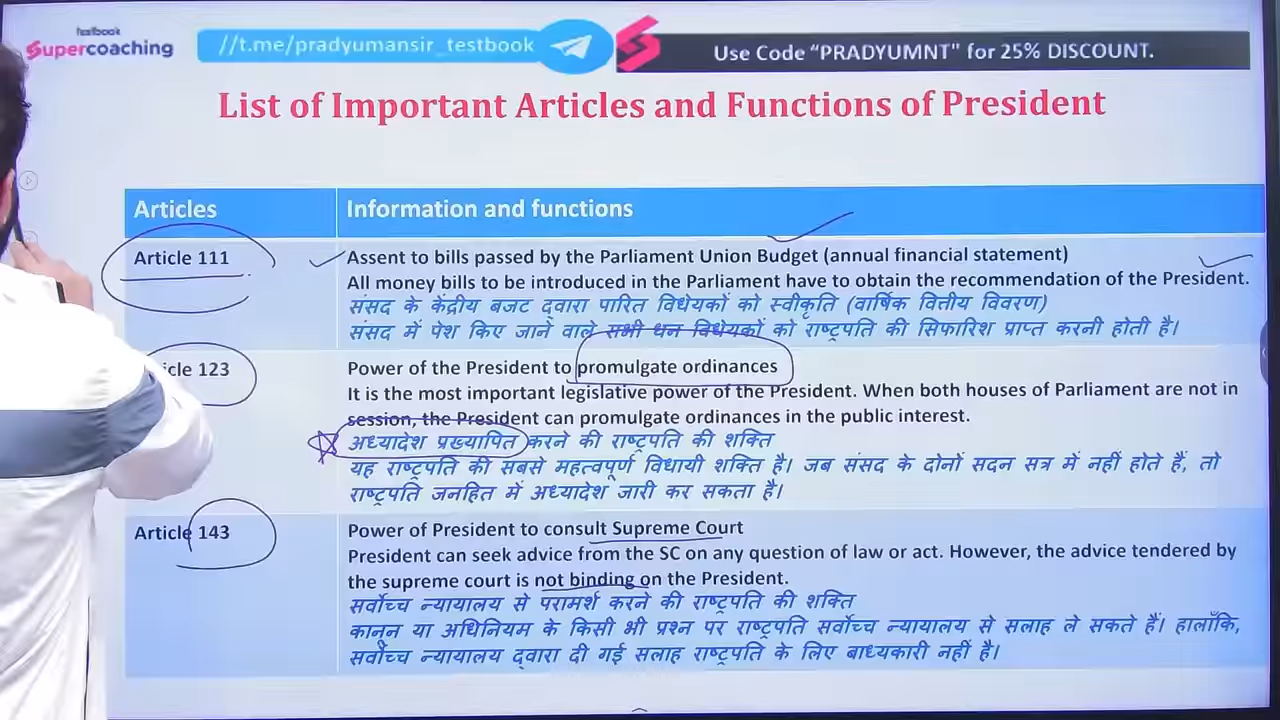 testbook
Supercoaching
//t.me/pradyumansir_testbook
Use Code “PRADYUMNT" for 25% DISCOUNT.
List of Important Articles and Functions of President
Articles
Information and functions
Article 111
Assent to bills passed by the Parliament Union Budget (annual financial statement)
All money bills to be introduced in the Parliament have to obtain the recommendation of the President.
संसद के केंद्रीय बजट द्वारा पारित विधेयकों को स्वीकृति (वार्षिक वित्तीय विवरण)
संसद में पेश किए जाने वाले सभी धन विधेयकों को राष्ट्रपति की सिफारिश प्राप्त करनी होती है।
cle 123
Power of the President to promulgate ordinances
It is the most important legislative power of the President. When both houses of Parliament are not in
session, the President can promulgate ordinances in the public interest.
अध्यादेश प्रख्यापित करने की राष्ट्रपति की शक्ति
यह राष्ट्रपति की सबसे महत्वपूर्ण विधायी शक्ति है। जब संसद के दोनों सदन सत्र में नहीं होते हैं, तो
राष्ट्रपति जनहित में अध्यादेश जारी कर सकता है।
Article 143
Power of President to consult Supreme Court
President can seek advice from the SC on any question of law or act. However, the advice tendered by
the supreme court is not binding on the President.
सर्वोच्च न्यायालय से परामर्श करने की राष्ट्रपति की शक्ति
कानून या अधिनियम के किसी भी प्रश्न पर राष्ट्रपति सर्वोच्च न्यायालय से सलाह ले सकते हैं। हालाँकि,
सर्वोच्च न्यायालय द्वारा दी गई सलाह राष्ट्रपति के लिए बाध्यकारी नहीं है।